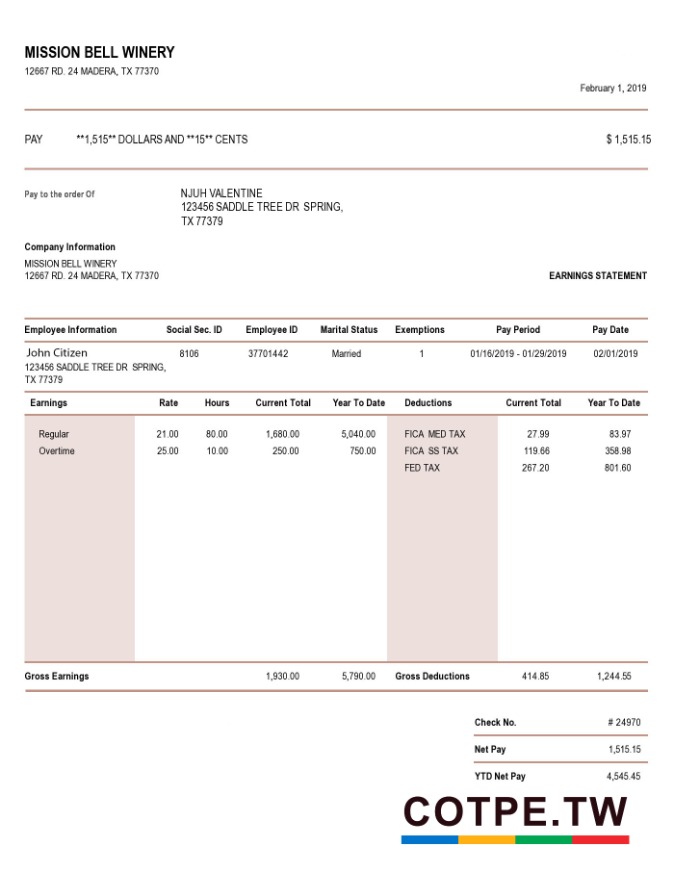 MISSION BELL WINERY
12667 RD. 24 MADERA, TX 77370
February 1, 2019
PAY **1,515** DOLLARS AND **15** CENTS $ 1,515.15
Pay to the order Of NJUH VALENTINE
123456 SADDLE TREE DR SPRING,
TX 77379
Company Information
MISSION BELL WINERY
12667 RD. 24 MADERA, TX 77370 EARNINGS STATEMENT
Employee Information Social Sec. ID Employee ID Marital Status Exemptions Pay Period Pay Date
John Citizen 8106 37701442 Married 1 01/16/2019 - 01/29/2019 02/01/2019
123456 SADDLE TREE DR SPRING,
TX 77379
Earnings Rate Hours Current Total Year To Date Deductions Current Total Year To Date
Regular 21.00 80.00 1,680.00 5,040.00 FICA MED TAX 27.99 83.97
Overtime 25.00 10.00 250.00 750.00 FICA SS TAX 119.66 358.98
FED TAX 267.20 801.60
Gross Earnings 1,930.00 5,790.00 Gross Deductions 414.85 1,244.55
Check No. # 24970
Net Pay 1,515.15
YTD Net Pay 4,545.45
COTPE.TW